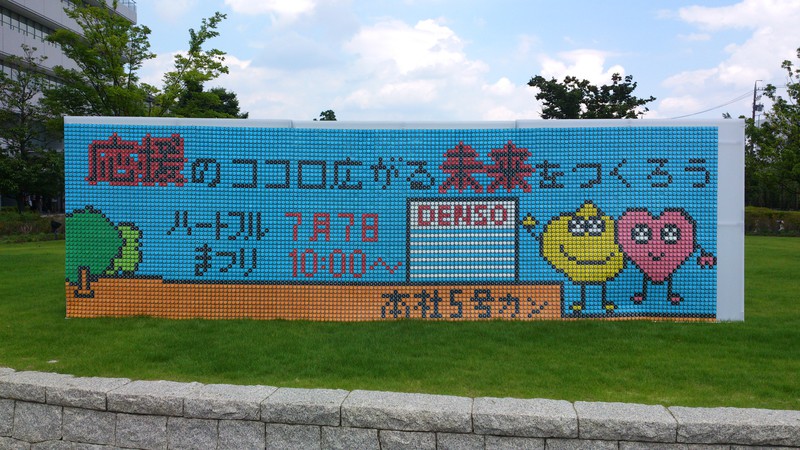 応援のココロ広がる未来をつくろう
ハートフル 7月7日
まつり 10:00〜
DENSO
本社5号カン